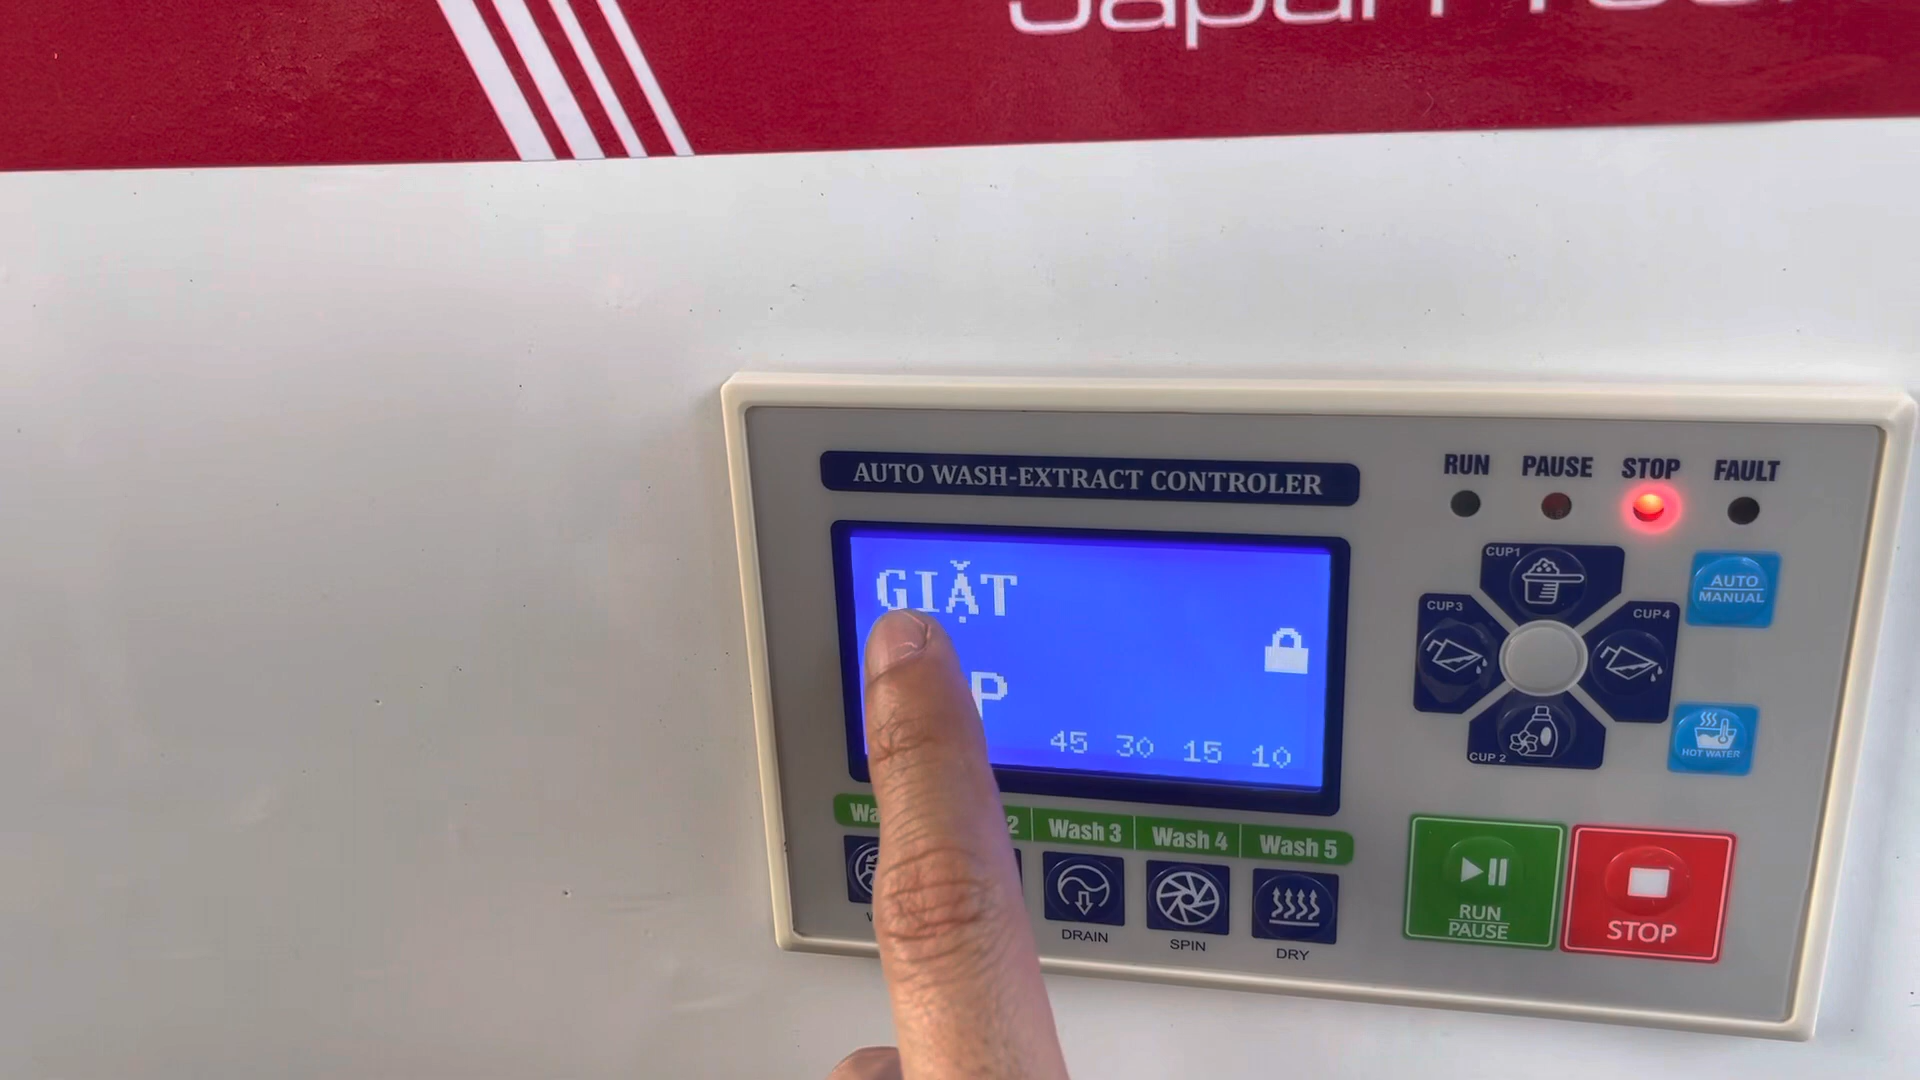 AUTO WASH-EXTRACT CONTROLER
RUN PAUSE STOP FAULT
GIẶT
45 30 15 10
CUP1
CUP3
CUP4
CUP 2
AUTO
MANUAL
HOT WATER
Wash 3 Wash 4 Wash 5
DRAIN SPIN DRY
RUN
PAUSE
STOP